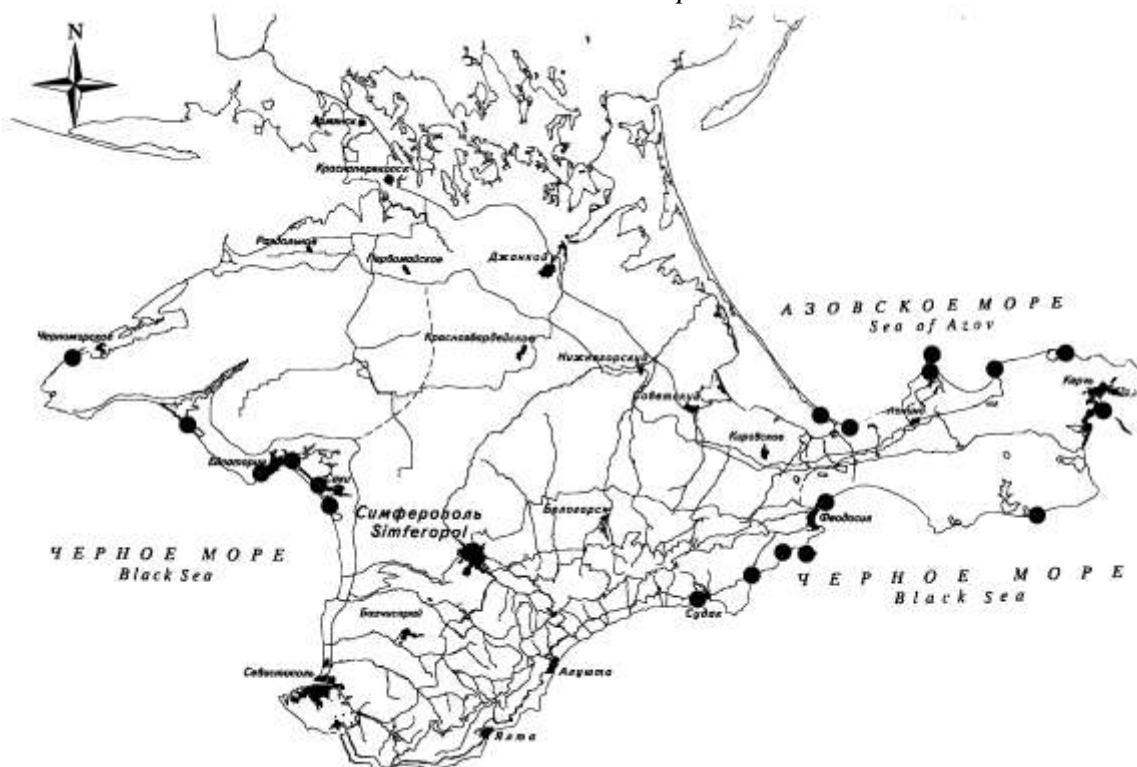 N
Армянск
Красноперекопск
Раздольное
Первомайское
Джанкой
АЗОВСКОЕ МОРЕ
Sea of Azov
Черноморское
Красногвардейское
Нижнегорский
Керчь
Советский
Ленино
Кировское
Евпатория
Саки
Симферополь
Simferopol
Белогорск
Феодосия
ЧЕРНОЕ МОРЕ
Black Sea
ЧЕРНОЕ МОРЕ
Black Sea
Судак
Бахчисарай
Севастополь
Алушта
Ялта